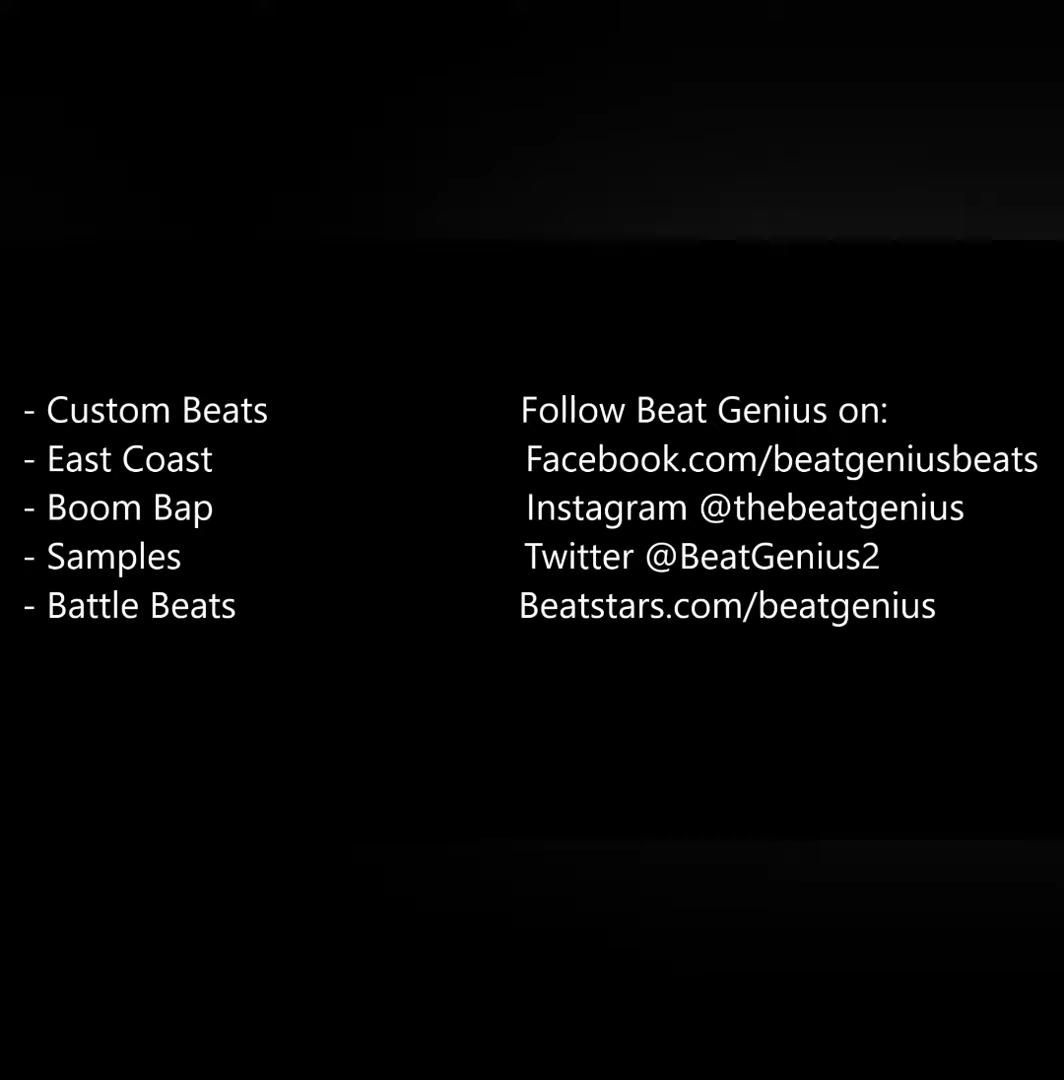 - Custom Beats
- East Coast
- Boom Bap
- Samples
- Battle Beats
Follow Beat Genius on:
Facebook.com/beatgeniusbeats
Instagram @thebeatgenius
Twitter @BeatGenius2
Beatstars.com/beatgenius